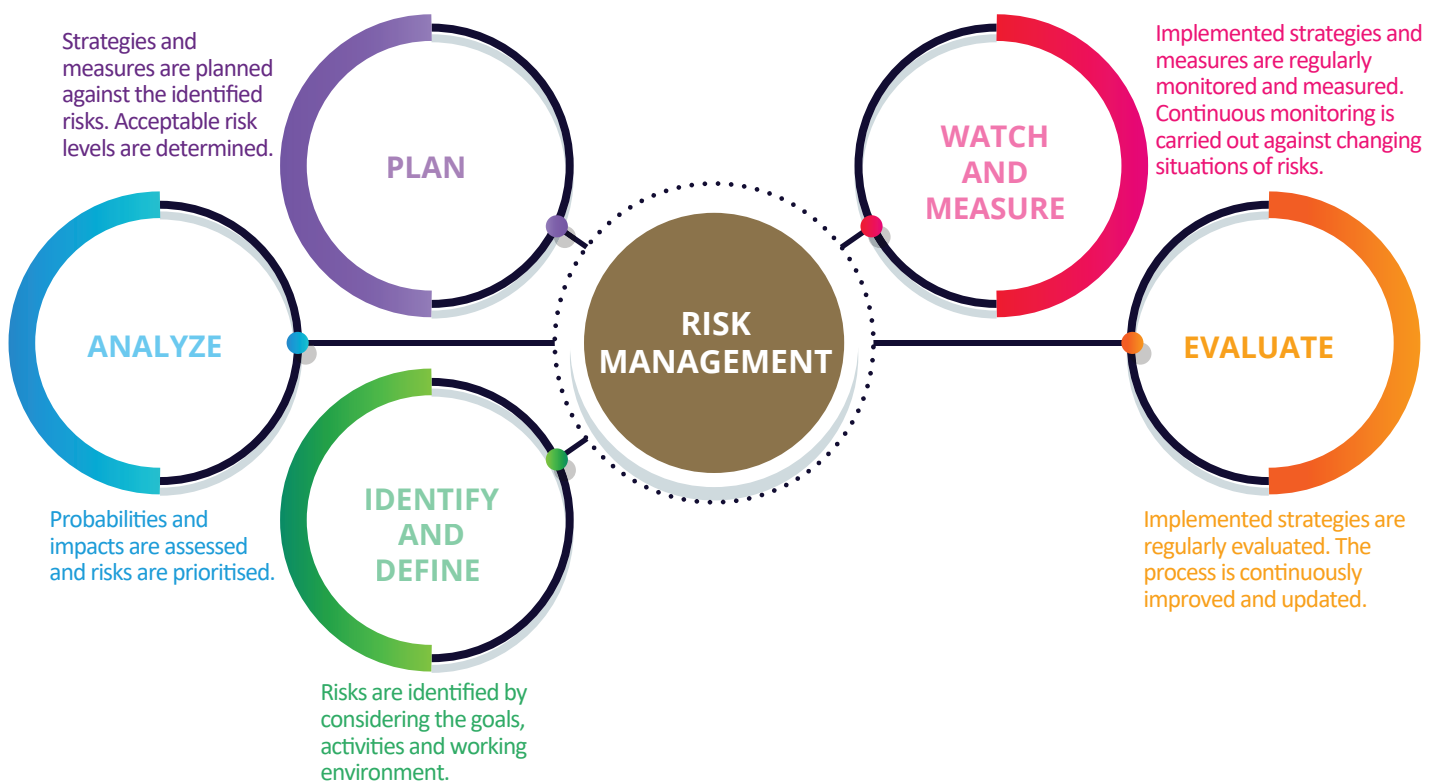 Strategies and
measures are planned
against the identified
risks. Acceptable risk
levels are determined.
PLAN
WATCH
AND
MEASURE
Implemented strategies and
measures are regularly
monitored and measured.
Continuous monitoring is
carried out against changing
situations of risks.
ANALYZE
RISK
MANAGEMENT
EVALUATE
Probabilities and
impacts are assessed
and risks are prioritised.
IDENTIFY
AND
DEFINE
Implemented strategies are
regularly evaluated. The
process is continuously
improved and updated.
Risks are identified by
considering the goals,
activities and working
environment.